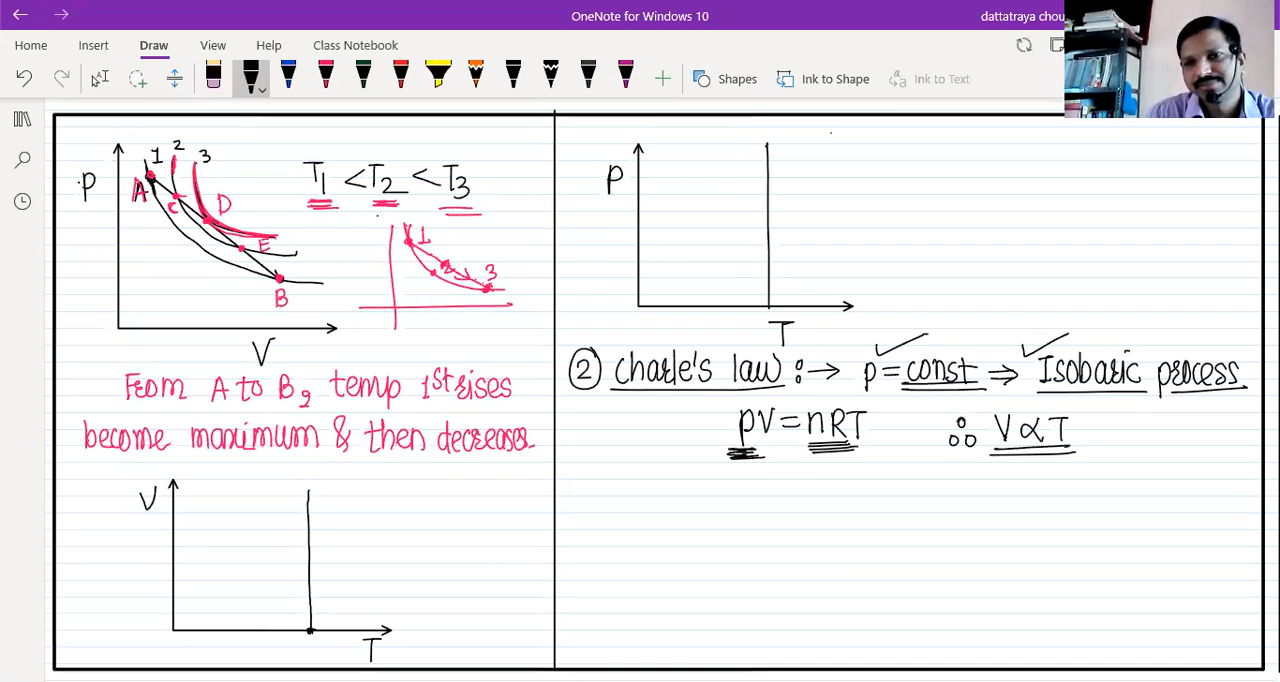 OneNote for Windows 10
dattatraya chou
Home Insert Draw View Help Class Notebook
Shapes Ink to Shape Ink to Text
P
1 2 3
A
C
D
E
B
V
T1 < T2 < T3
1
2
3
From A to B, temp 1st rises
become maximum & then decreases
V
T
P
T
② Charle's law :→ p = const ⇒ Isobaric process
pV = nRT ∴ V ∝ T